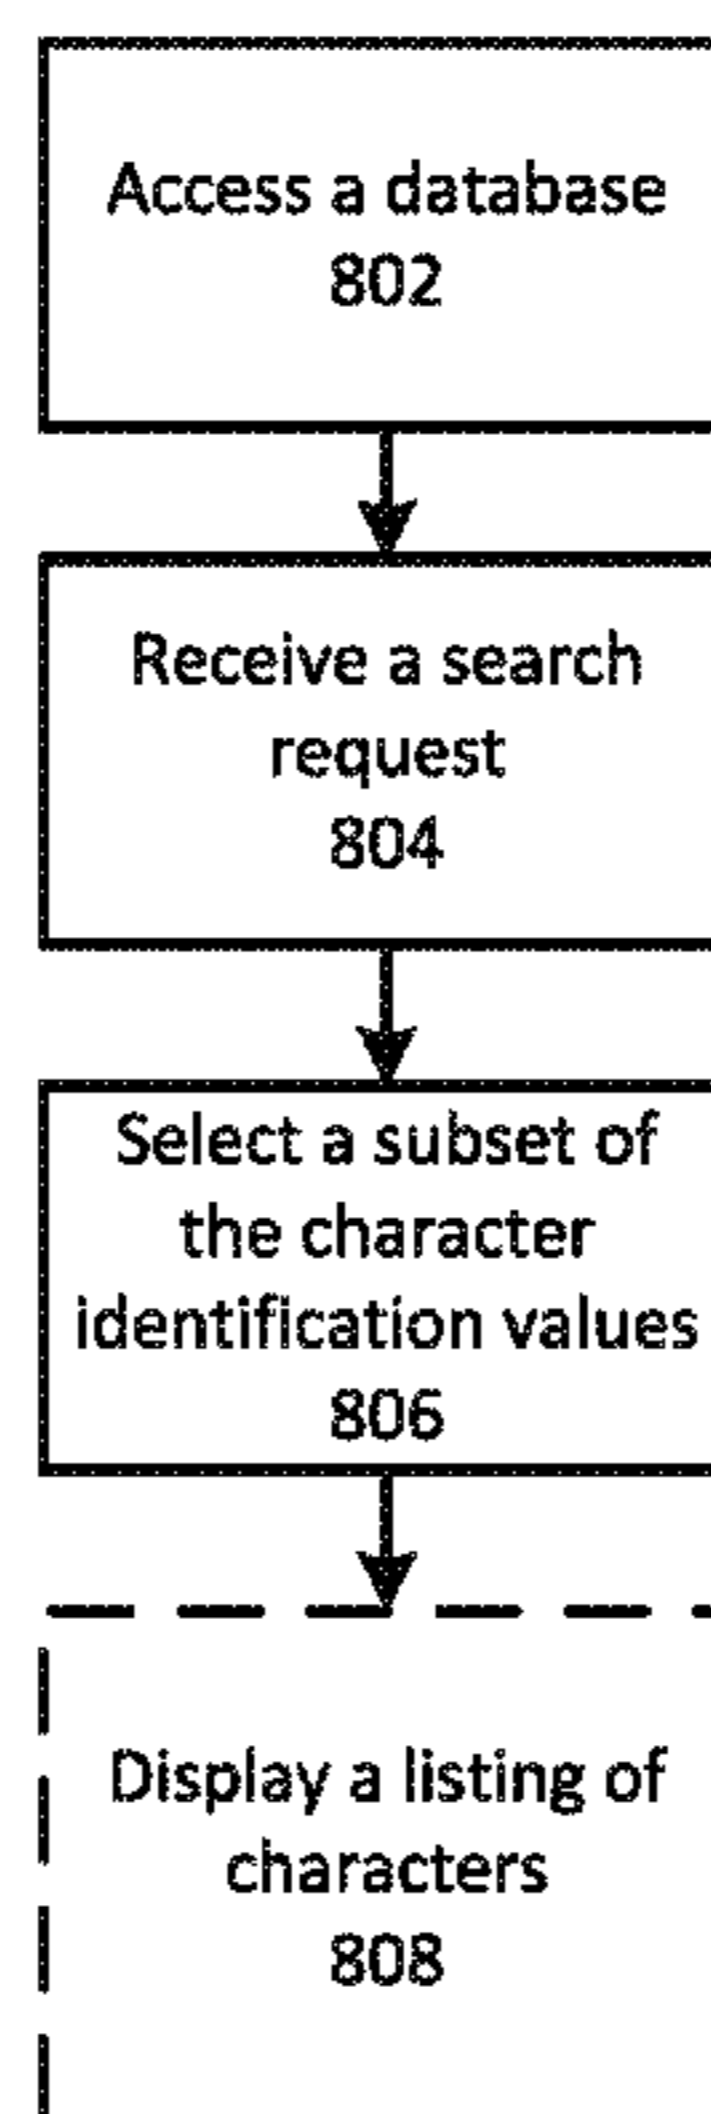 Access a database
802
Receive a search
request
804
Select a subset of
the character
identification values
806
Display a listing of
characters
808